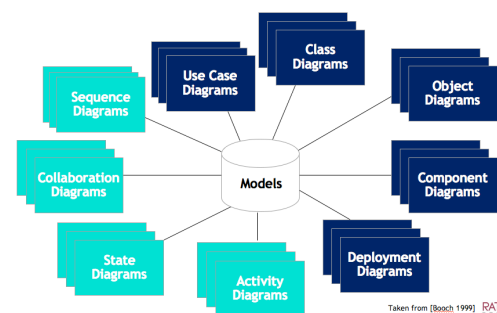 Class
Diagrams
Use Case
Diagrams
Object
Diagrams
Sequence
Diagrams
Models
Collaboration
Diagrams
Component
Diagrams
State
Diagrams
Activity
Diagrams
Deployment
Diagrams
Taken from [Booch 1999]
RAT